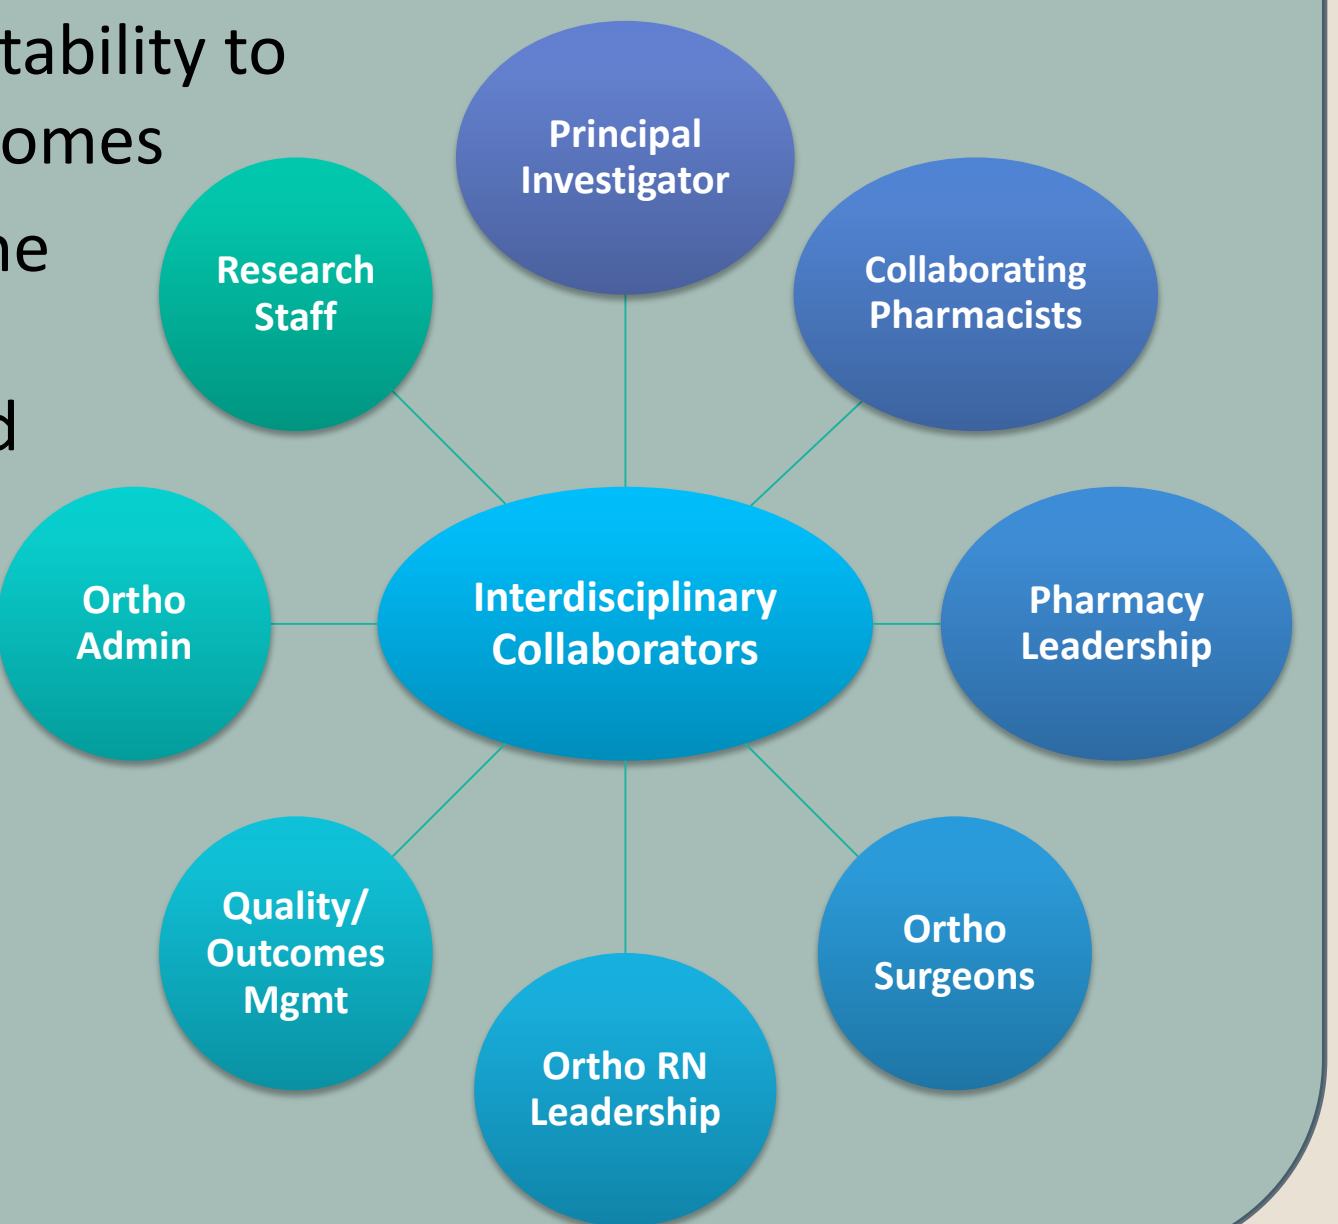 tability to
omes
he
d
Principal
Investigator
Collaborating
Pharmacists
Pharmacy
Leadership
Ortho
Surgeons
Ortho RN
Leadership
Quality/
Outcomes
Mgmt
Ortho
Admin
Research
Staff
Interdisciplinary
Collaborators